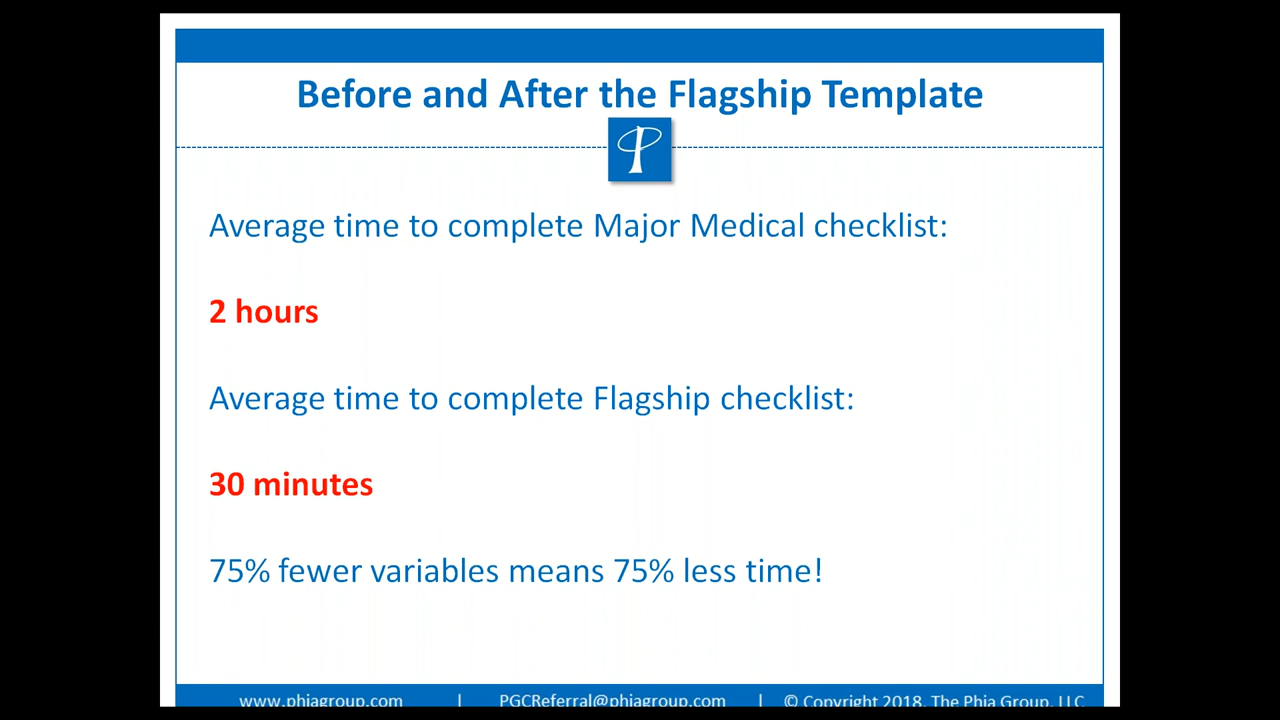 Before and After the Flagship Template
Average time to complete Major Medical checklist:
2 hours
Average time to complete Flagship checklist:
30 minutes
75% fewer variables means 75% less time!
www.phiagroup.com | PGCReferral@phiagroup.com | © Copyright 2018. The Phia Group, LLC